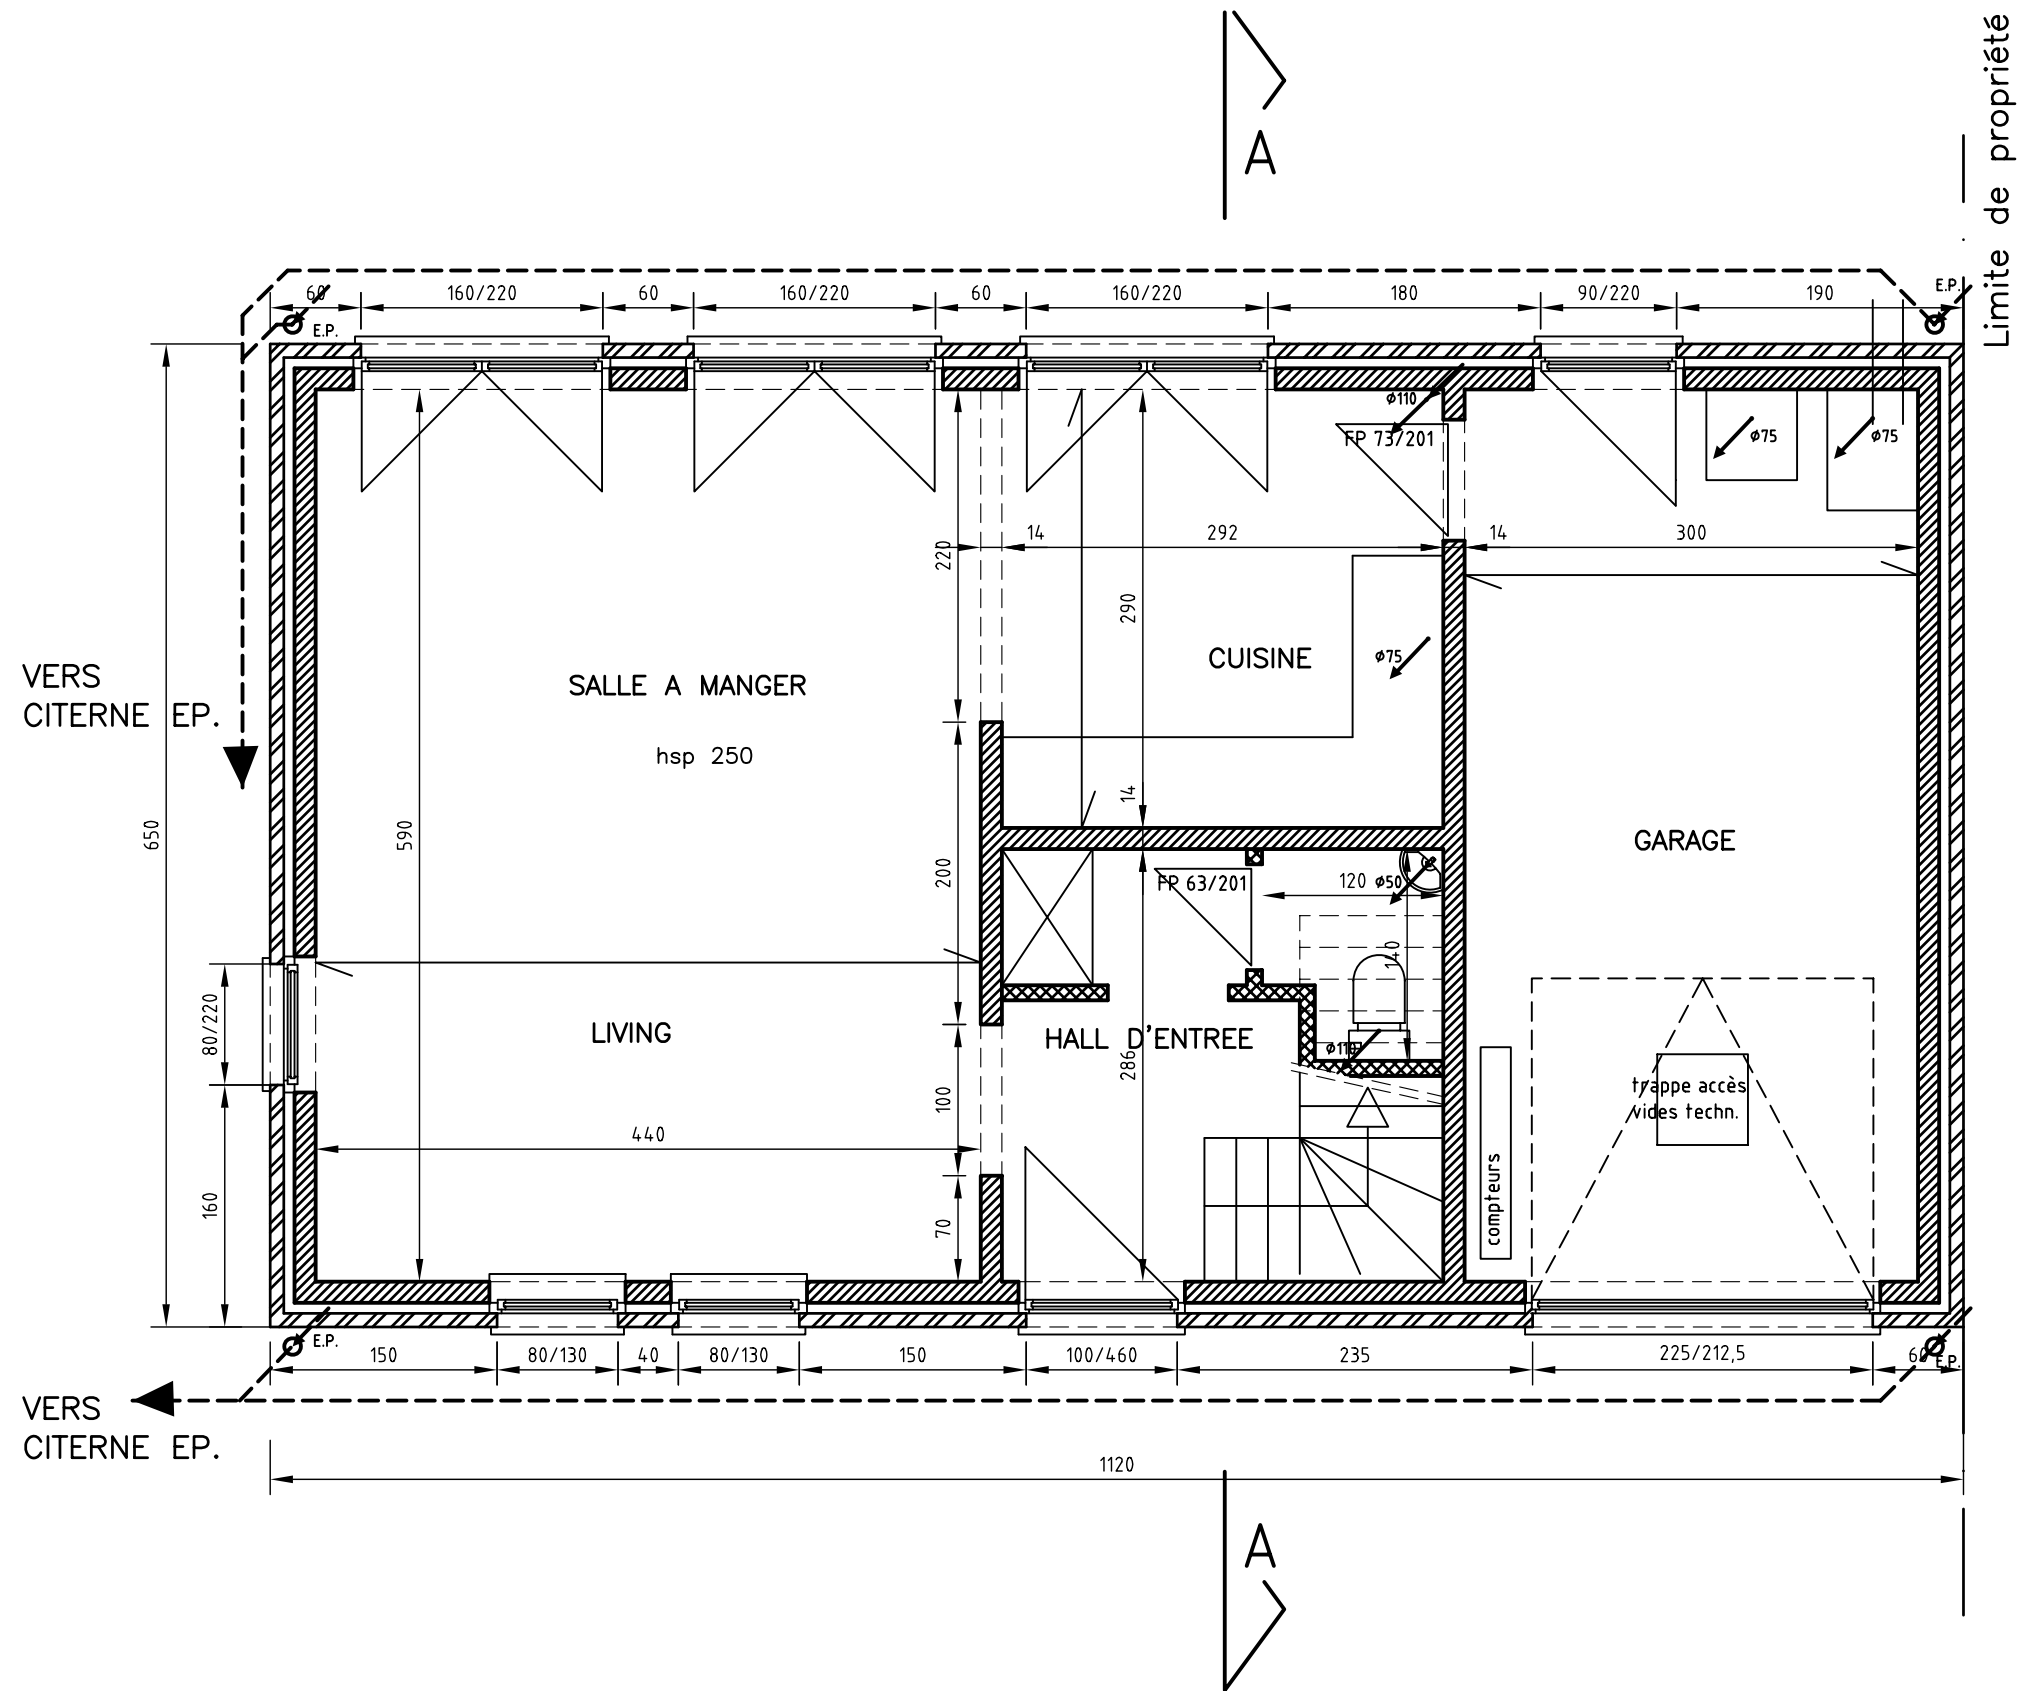 A
Limite de propriété
60
160/220
60
160/220
60
160/220
180
90/220
190
E.P.
E.P.
ø110
FP 73/201
ø75
ø75
14
292
14
300
220
290
ø75
CUISINE
SALLE A MANGER
hsp 250
VERS
CITERNE EP.
14
650
590
200
GARAGE
FP 63/201
120
ø50
140
80/220
LIVING
HALL D'ENTREE
286
ø110
100
trappe accès
vides techn.
440
compteurs
160
70
E.P.
150
80/130
40
80/130
150
100/460
235
225/212,5
60
E.P.
VERS
CITERNE EP.
1120
A